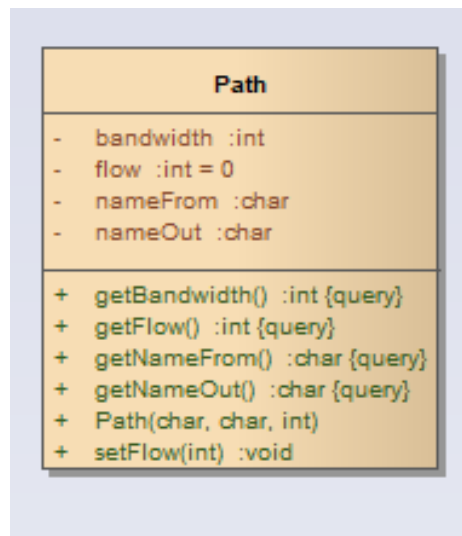 Path
- bandwidth :int
- flow :int = 0
- nameFrom :char
- nameOut :char
+ getBandwidth() :int {query}
+ getFlow() :int {query}
+ getNameFrom() :char {query}
+ getNameOut() :char {query}
+ Path(char, char, int)
+ setFlow(int) :void